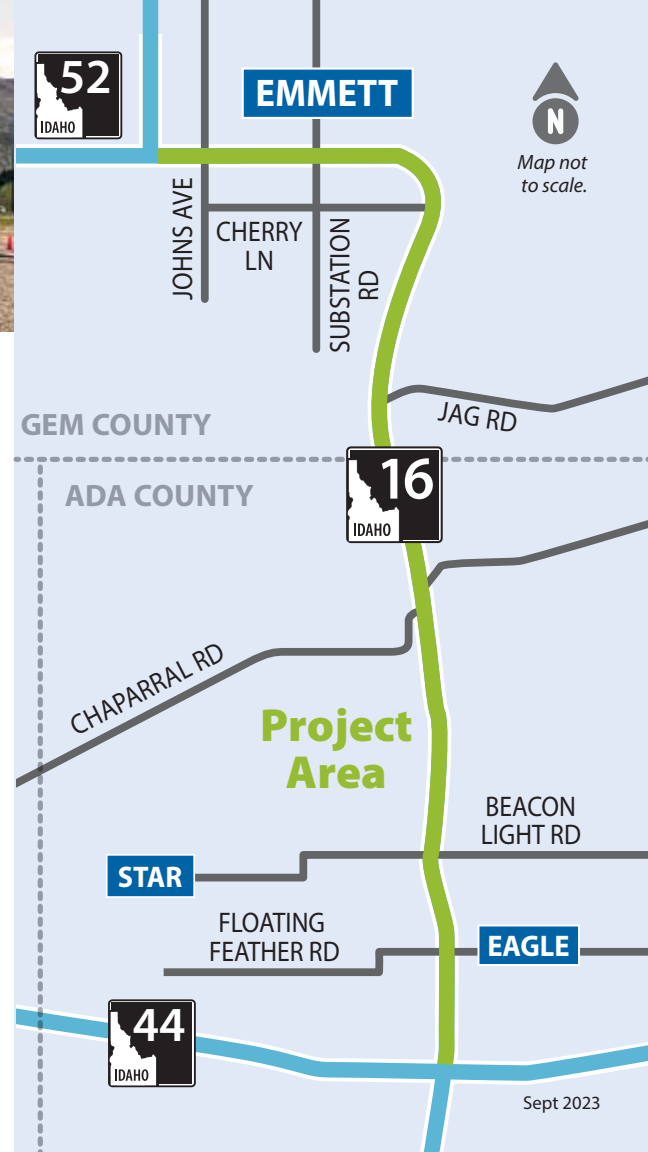 52
IDAHO
EMMETT
N
Map not
to scale.
JOHNS AVE
CHERRY
LN
SUBSTATION
RD
JAG RD
GEM COUNTY
ADA COUNTY
16
IDAHO
CHAPARRAL RD
Project
Area
BEACON
LIGHT RD
STAR
FLOATING
FEATHER RD
EAGLE
44
IDAHO
Sept 2023